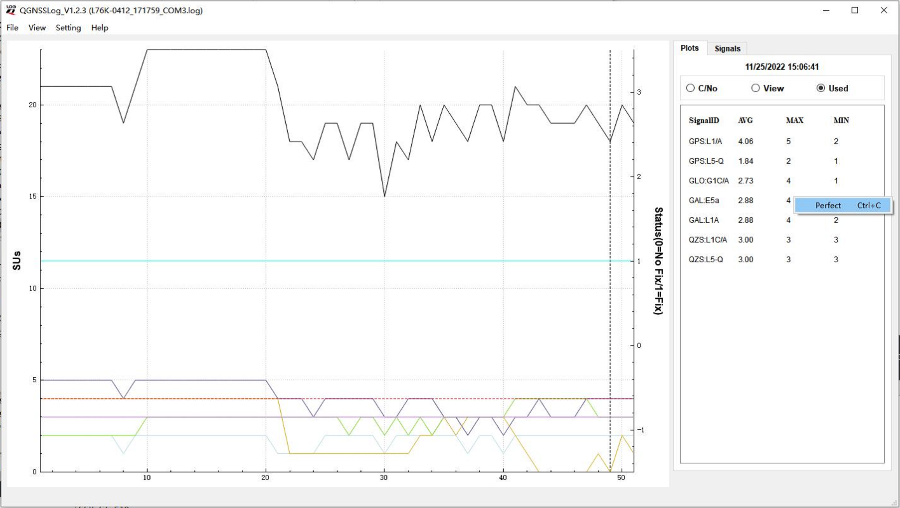 QGNSSLog_V1.2.3 (L76K-0412_171759_COM3.log)
File View Setting Help
Plots Signals
11/25/2022 15:06:41
C/No View Used
SignalID AVG MAX MIN
GPS:L1/A 4.06 5 2
GPS:L5-Q 1.84 2 1
GLO:G1C/A 2.73 4 1
GAL:E5a 2.88 4
Perfect Ctrl+C
GAL:L1A 2.88 4 2
QZS:L1C/A 3.00 3 3
QZS:L5-Q 3.00 3 3
SUs
20
15
10
5
0
10 20 30 40 50
3
2
1
0
-1
Status(0=No Fix/1=Fix)